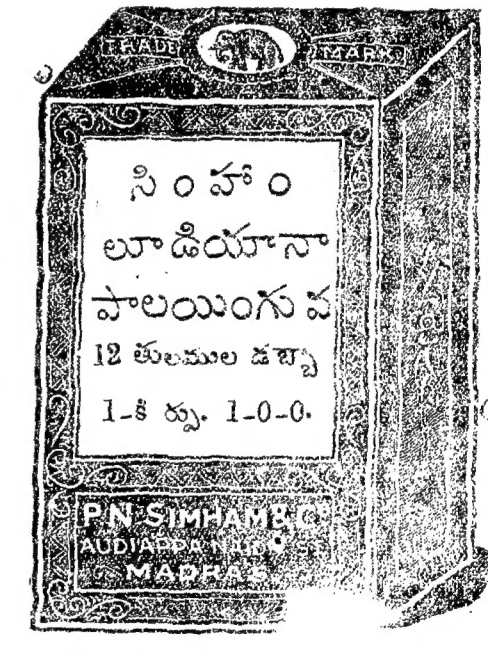 TRADE MARK
సింహాం
లూడియానా
పాలయింగు వ
12 తులముల డబ్బా
1-కి రు. 1-0-0.
P.N. SIMHAM & Co
MADRAS